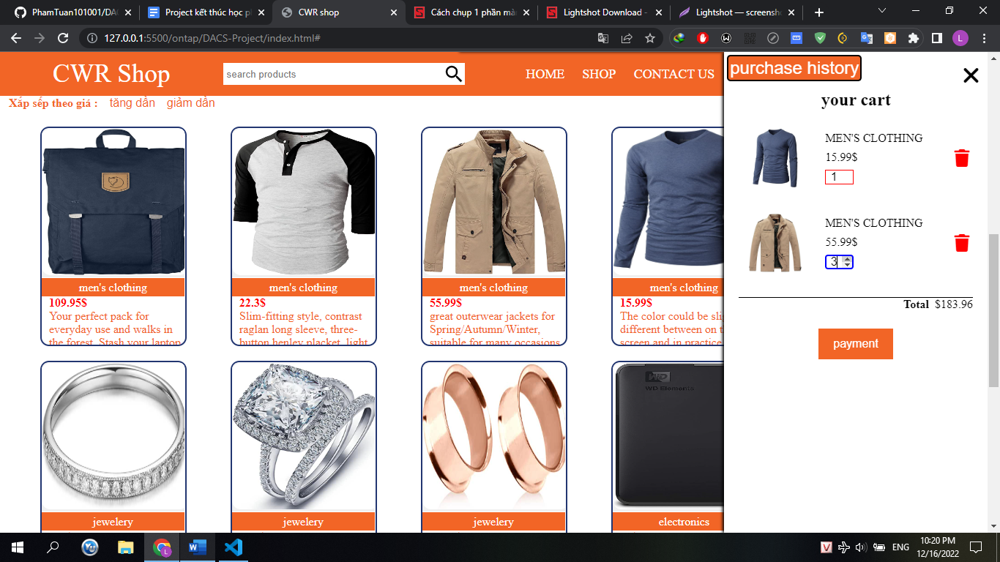 PhamTuan101001/DAC
Project kết thúc học p
CWR shop
Cách chụp 1 phần mà
Lightshot Download -
Lightshot — screensh
127.0.0.1:5500/ontap/DACS-Project/index.html#
L
CWR Shop
search products
HOME
SHOP
CONTACT US
Xắp sếp theo giá :
tăng dần
giảm dần
men's clothing
109.95$
Your perfect pack for
everyday use and walks in
the forest. Stash your laptop
men's clothing
22.3$
Slim-fitting style, contrast
raglan long sleeve, three-
button henley placket, light
men's clothing
55.99$
great outerwear jackets for
Spring/Autumn/Winter,
suitable for many occasions
men's clothing
15.99$
The color could be sli
different between on t
screen and in practice
jewelery
jewelery
jewelery
WD
WD Elements
electronics
purchase history
your cart
MEN'S CLOTHING
15.99$
1
MEN'S CLOTHING
55.99$
3
Total $183.96
payment
L
V
ENG
10:20 PM
12/16/2022